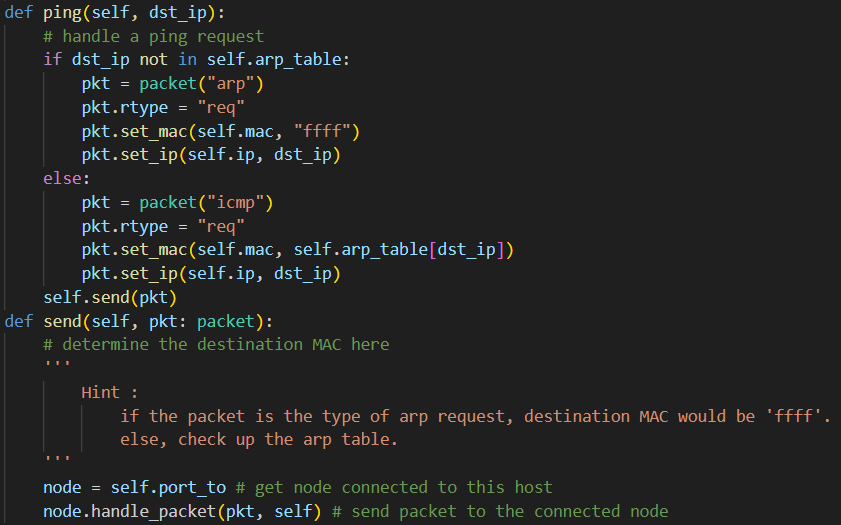 def ping(self, dst_ip):
    # handle a ping request
    if dst_ip not in self.arp_table:
        pkt = packet("arp")
        pkt.rtype = "req"
        pkt.set_mac(self.mac, "ffff")
        pkt.set_ip(self.ip, dst_ip)
    else:
        pkt = packet("icmp")
        pkt.rtype = "req"
        pkt.set_mac(self.mac, self.arp_table[dst_ip])
        pkt.set_ip(self.ip, dst_ip)
    self.send(pkt)
def send(self, pkt: packet):
    # determine the destination MAC here
    '''
        Hint :
            if the packet is the type of arp request, destination MAC would be 'ffff'.
            else, check up the arp table.
    '''
    node = self.port_to # get node connected to this host
    node.handle_packet(pkt, self) # send packet to the connected node